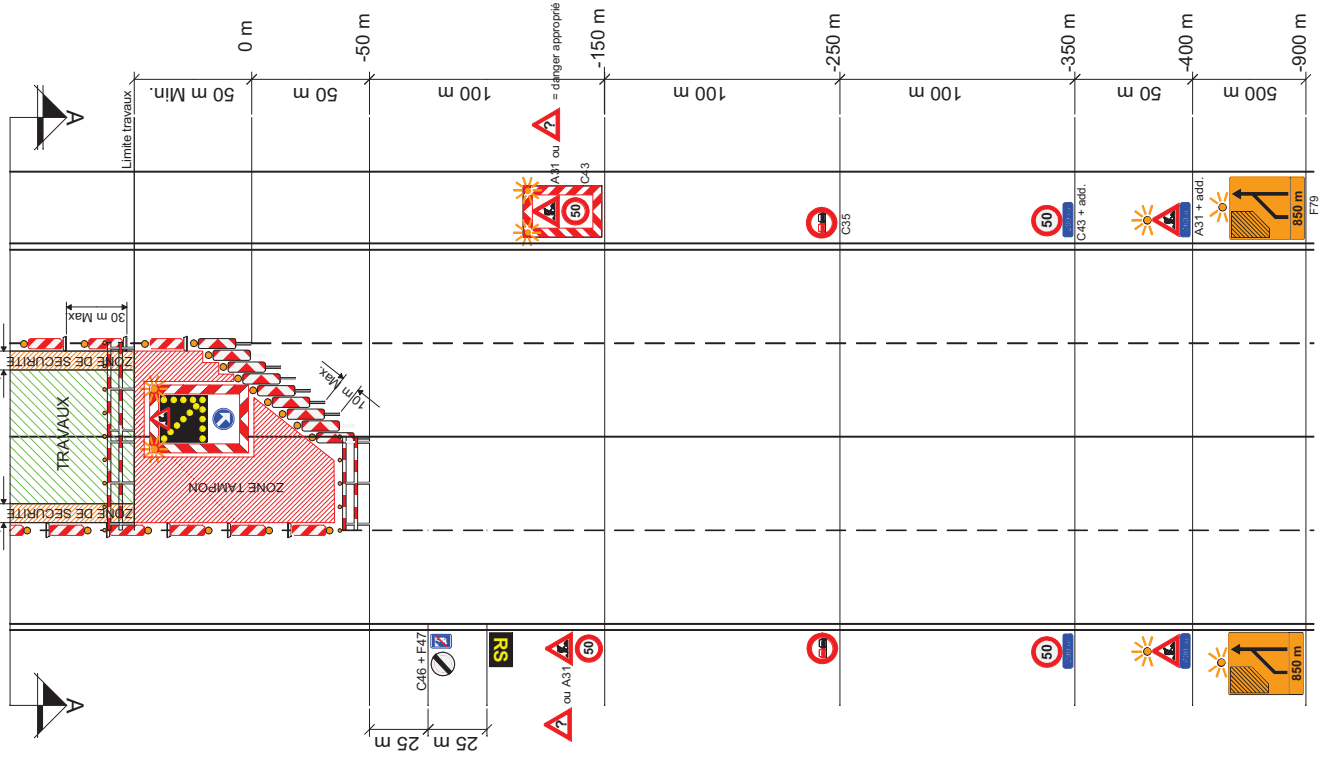 A
A
Limite travaux
0 m
50 m Min.
-50 m
50 m
-150 m
100 m
-250 m
100 m
-350 m
100 m
-400 m
50 m
-900 m
500 m
30 m Max
ZONE DE SECURITE
ZONE DE SECURITE
TRAVAUX
ZONE TAMPON
10m Max.
= danger approprié
?
A31 ou
C43
50
C35
50
C43 + add.
A31 + add.
850 m
F79
C46 + F47
RS
25 m
25 m
?
ou A31
50
50
850 m